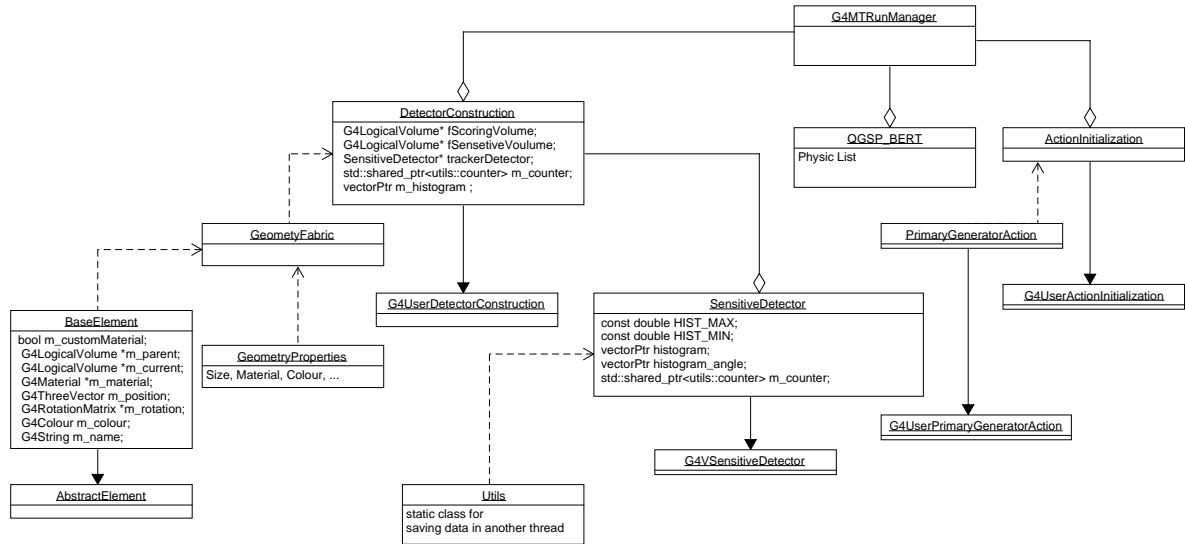 G4MTRunManager
DetectorConstruction
G4LogicalVolume* fScoringVolume;
G4LogicalVolume* fSensetiveVoulume;
SensitiveDetector* trackerDetector;
std::shared_ptr<utils::counter> m_counter;
vectorPtr m_histogram ;
QGSP_BERT
Physic List
ActionInitialization
GeometyFabric
PrimaryGeneratorAction
G4UserDetectorConstruction
SensitiveDetector
const double HIST_MAX;
const double HIST_MIN;
vectorPtr histogram;
vectorPtr histogram_angle;
std::shared_ptr<utils::counter> m_counter;
G4UserActionInitialization
BaseElement
bool m_customMaterial;
G4LogicalVolume *m_parent;
G4LogicalVolume *m_current;
G4Material *m_material;
G4ThreeVector m_position;
G4RotationMatrix *m_rotation;
G4Colour m_colour;
G4String m_name;
GeometryProperties
Size, Material, Colour, ...
G4UserPrimaryGeneratorAction
G4VSensitiveDetector
AbstractElement
Utils
static class for
saving data in another thread